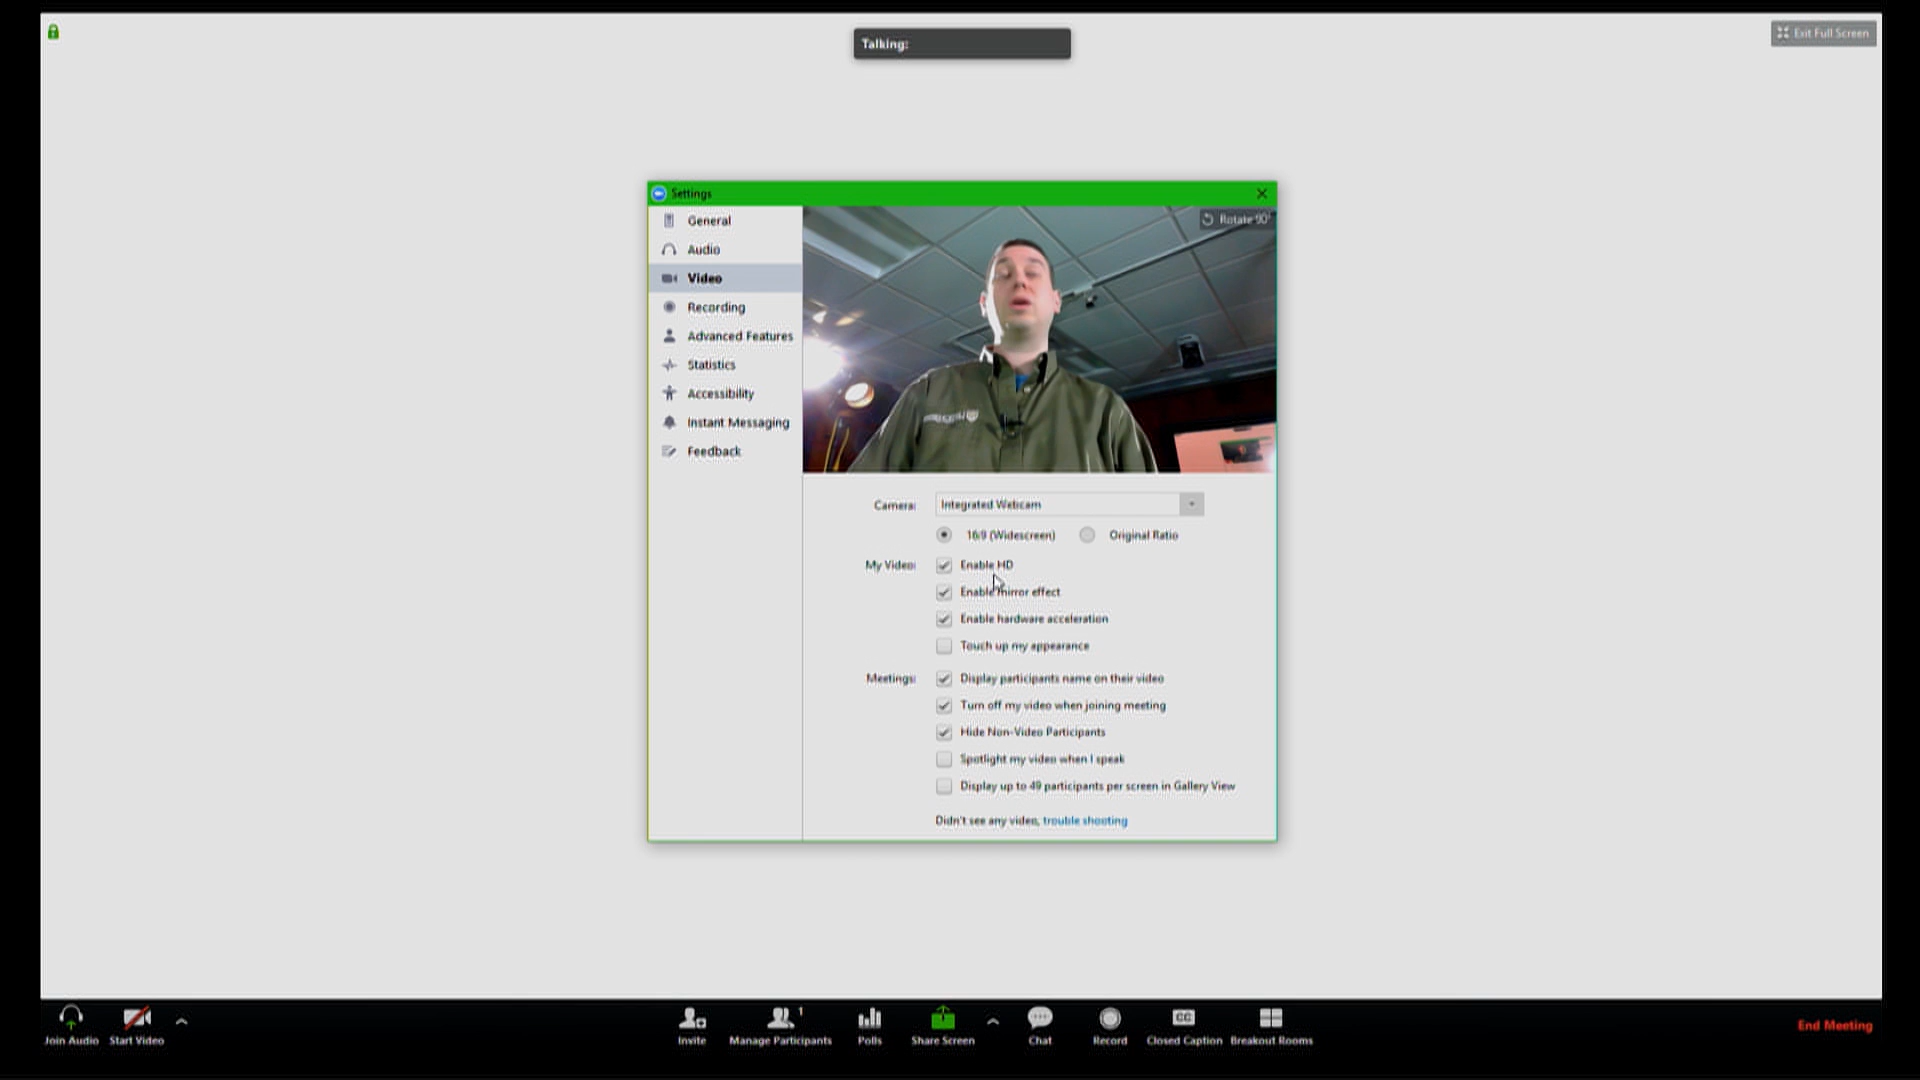 Talking:
Exit Full Screen
Settings
General
Audio
Video
Recording
Advanced Features
Statistics
Accessibility
Instant Messaging
Feedback
Rotate 90°
Camera: Integrated Webcam
16:9 (Widescreen) Original Ratio
My Video: Enable HD
Enable mirror effect
Enable hardware acceleration
Touch up my appearance
Meetings: Display participants name on their video
Turn off my video when joining meeting
Hide Non-Video Participants
Spotlight my video when I speak
Display up to 49 participants per screen in Gallery View
Didn't see any video, trouble shooting
1
CC
Join Audio Start Video Invite Manage Participants Polls Share Screen Chat Record Closed Caption Breakout Rooms
End Meeting